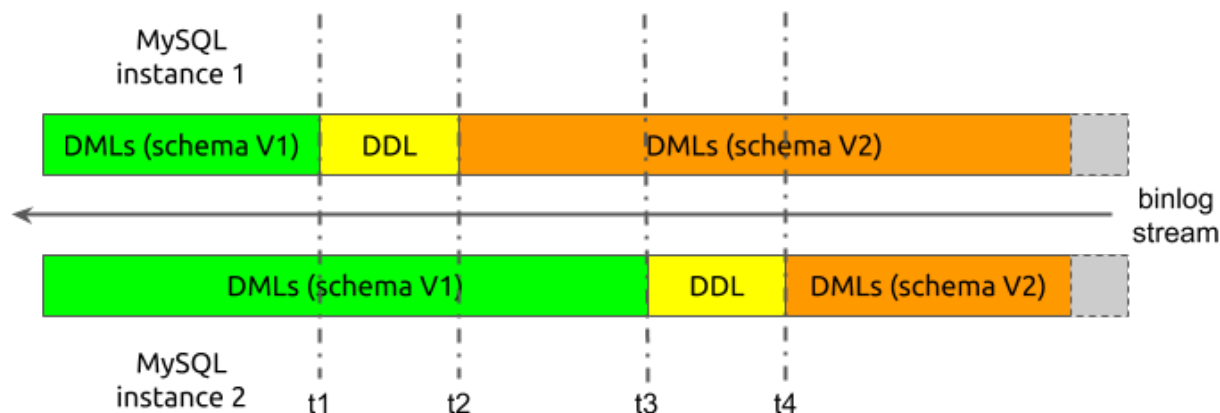 MySQL
instance 1
DMLs (schema V1)
DDL
DMLs (schema V2)
binlog
stream
DMLs (schema V1)
DDL
DMLs (schema V2)
MySQL
instance 2
t1
t2
t3
t4